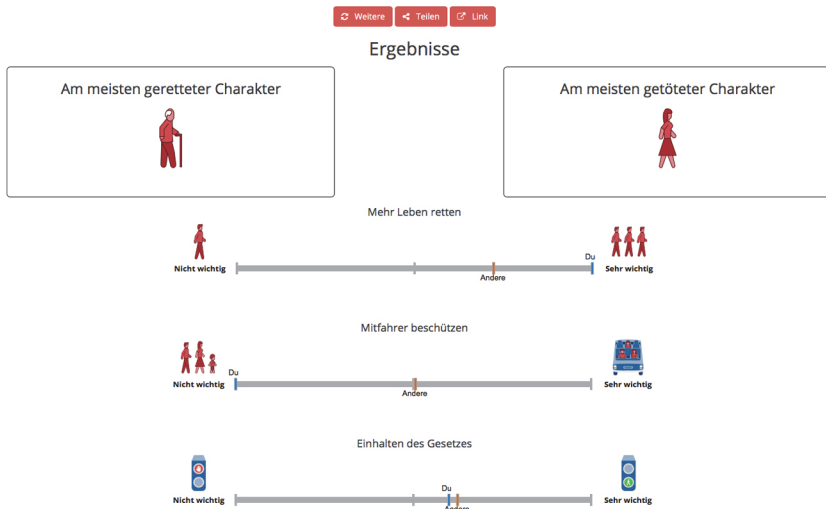 Weitere
Teilen
Link
Ergebnisse
Am meisten geretteter Charakter
Am meisten getöteter Charakter
Mehr Leben retten
Du
Nicht wichtig
Sehr wichtig
Andere
Mitfahrer beschützen
Du
Nicht wichtig
Sehr wichtig
Andere
Einhalten des Gesetzes
Du
Nicht wichtig
Sehr wichtig
Andere